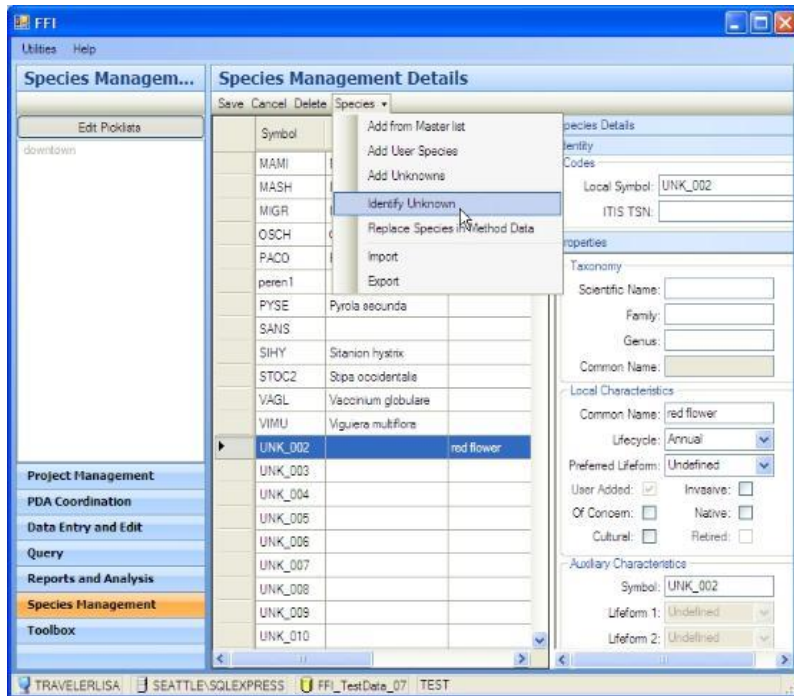 FFI
Utilities Help
Species Managem...
Edit Picklists
downtown
Project Management
PDA Coordination
Data Entry and Edit
Query
Reports and Analysis
Species Management
Toolbox
Species Management Details
Save Cancel Delete Species
Symbol
MAMI
MASH
MIGR
OSCH
PACO
peren1
PYSE Pyrola secunda
SANS
SIHY Sitanion hystrix
STOC2 Stipa occidentalis
VAGL Vaccinium globulare
VIMU Viguiera multiflora
UNK_002 red flower
UNK_003
UNK_004
UNK_005
UNK_006
UNK_007
UNK_008
UNK_009
UNK_010
Add from Master list
Add User Species
Add Unknowns
Identify Unknown
Replace Species in Method Data
Import
Export
pecies Details
entity
Codes
Local Symbol: UNK_002
ITIS TSN:
roperties
Taxonomy
Scientific Name:
Family:
Genus:
Common Name:
Local Characteristics
Common Name: red flower
Lifecycle: Annual
Preferred Lifeform: Undefined
User Added: Invasive:
Of Concern: Native:
Cultural: Retired:
Auxiliary Characteristics
Symbol: UNK_002
Lifeform 1: Undefined
Lifeform 2: Undefined
TRAVELERLISA SEATTLE\SQLEXPRESS FFI_TestData_07 TEST